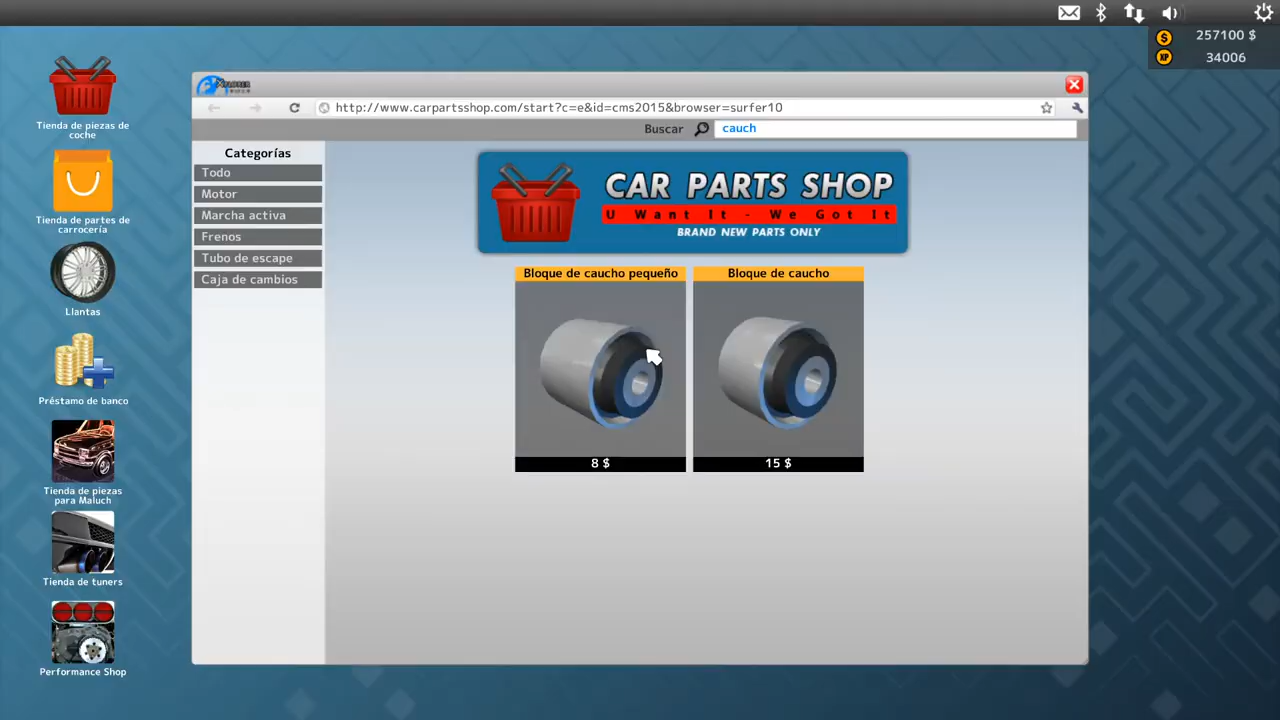 257100 $
XP 34006
Tienda de piezas de
coche
Tienda de partes de
carrocería
Llantas
Préstamo de banco
Tienda de piezas
para Maluch
Tienda de tuners
Performance Shop
http://www.carpartsshop.com/start?c=e&id=cms2015&browser=surfer10
Buscar cauch
Categorías
Todo
Motor
Marcha activa
Frenos
Tubo de escape
Caja de cambios
CAR PARTS SHOP
U Want It - We Got It
BRAND NEW PARTS ONLY
Bloque de caucho pequeño
8 $
Bloque de caucho
15 $